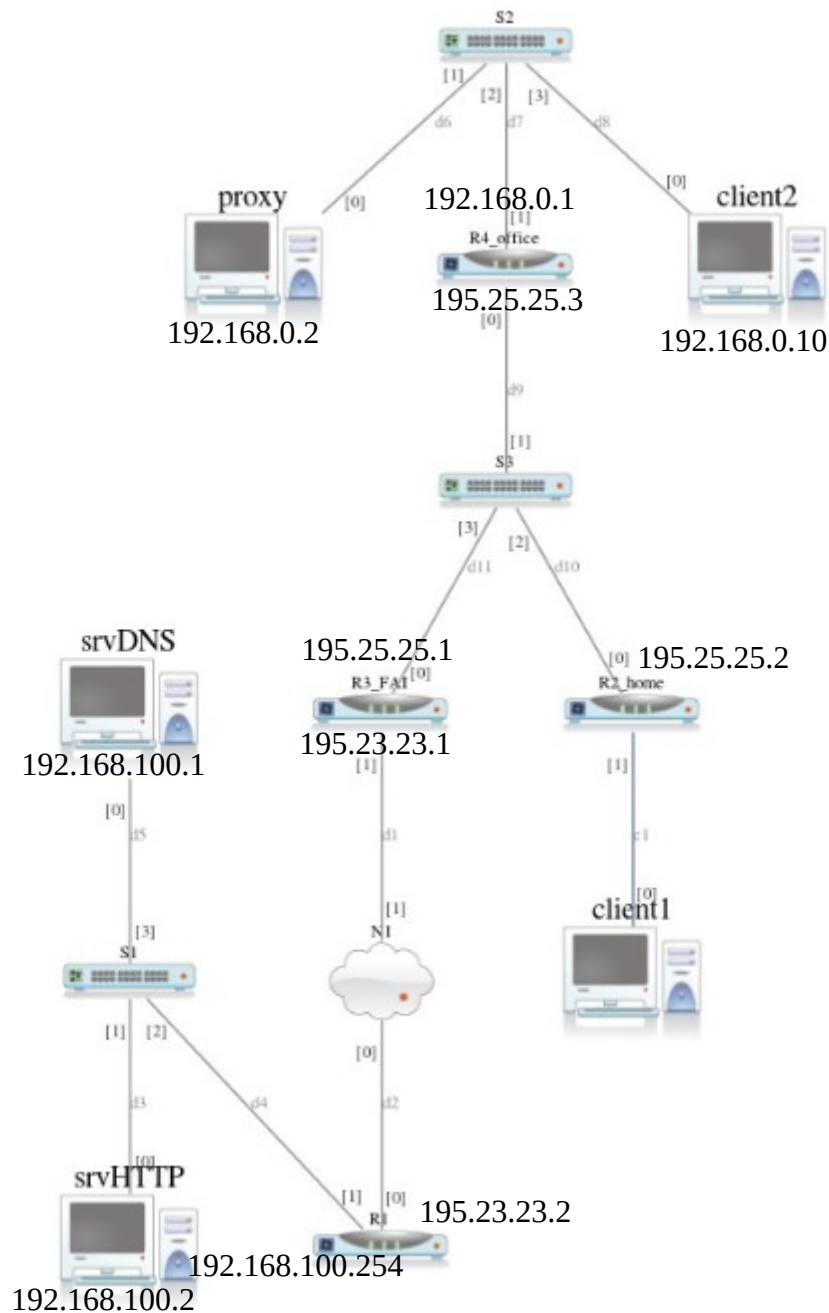 S2
[1]
[2]
[3]
d6
d7
d8
proxy
[0]
192.168.0.1
[0]
client2
[1]
R4_office
195.25.25.3
192.168.0.2
[0]
192.168.0.10
d9
[1]
S3
[3]
[2]
d11
d10
srvDNS
195.25.25.1
[0]
R3_FAI
[0]
195.25.25.2
R2_home
192.168.100.1
195.23.23.1
[1]
[1]
[0]
d5
d1
c1
[3]
S1
[1]
N1
[0]
client1
[1]
[2]
[0]
d3
d4
d2
[0]
srvHTTP
[1]
[0]
R1
195.23.23.2
192.168.100.254
192.168.100.2